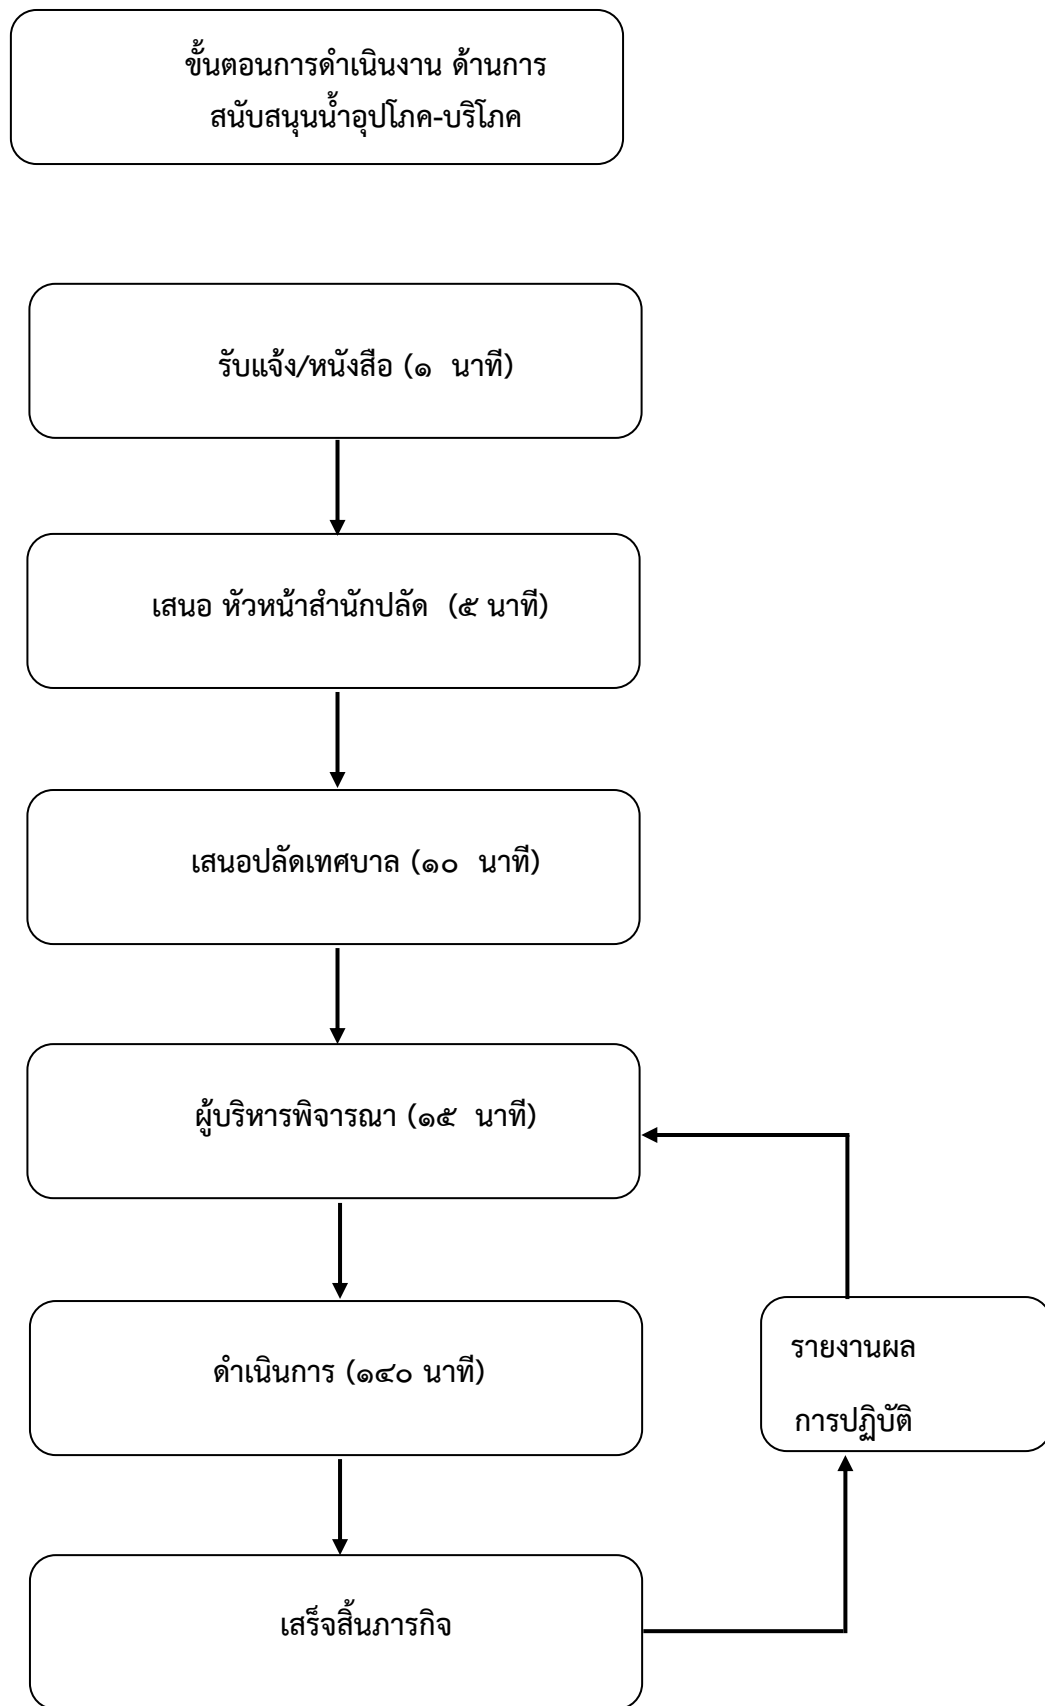 ขั้นตอนการดำเนินงาน ด้านการ
สนับสนุนน้ำอุปโภค-บริโภค
รับแจ้ง/หนังสือ (๑ นาที)
เสนอ หัวหน้าสำนักปลัด (๕ นาที)
เสนอปลัดเทศบาล (๑๐ นาที)
ผู้บริหารพิจารณา (๑๕ นาที)
ดำเนินการ (๑๔๐ นาที)
รายงานผล
การปฏิบัติ
เสร็จสิ้นภารกิจ